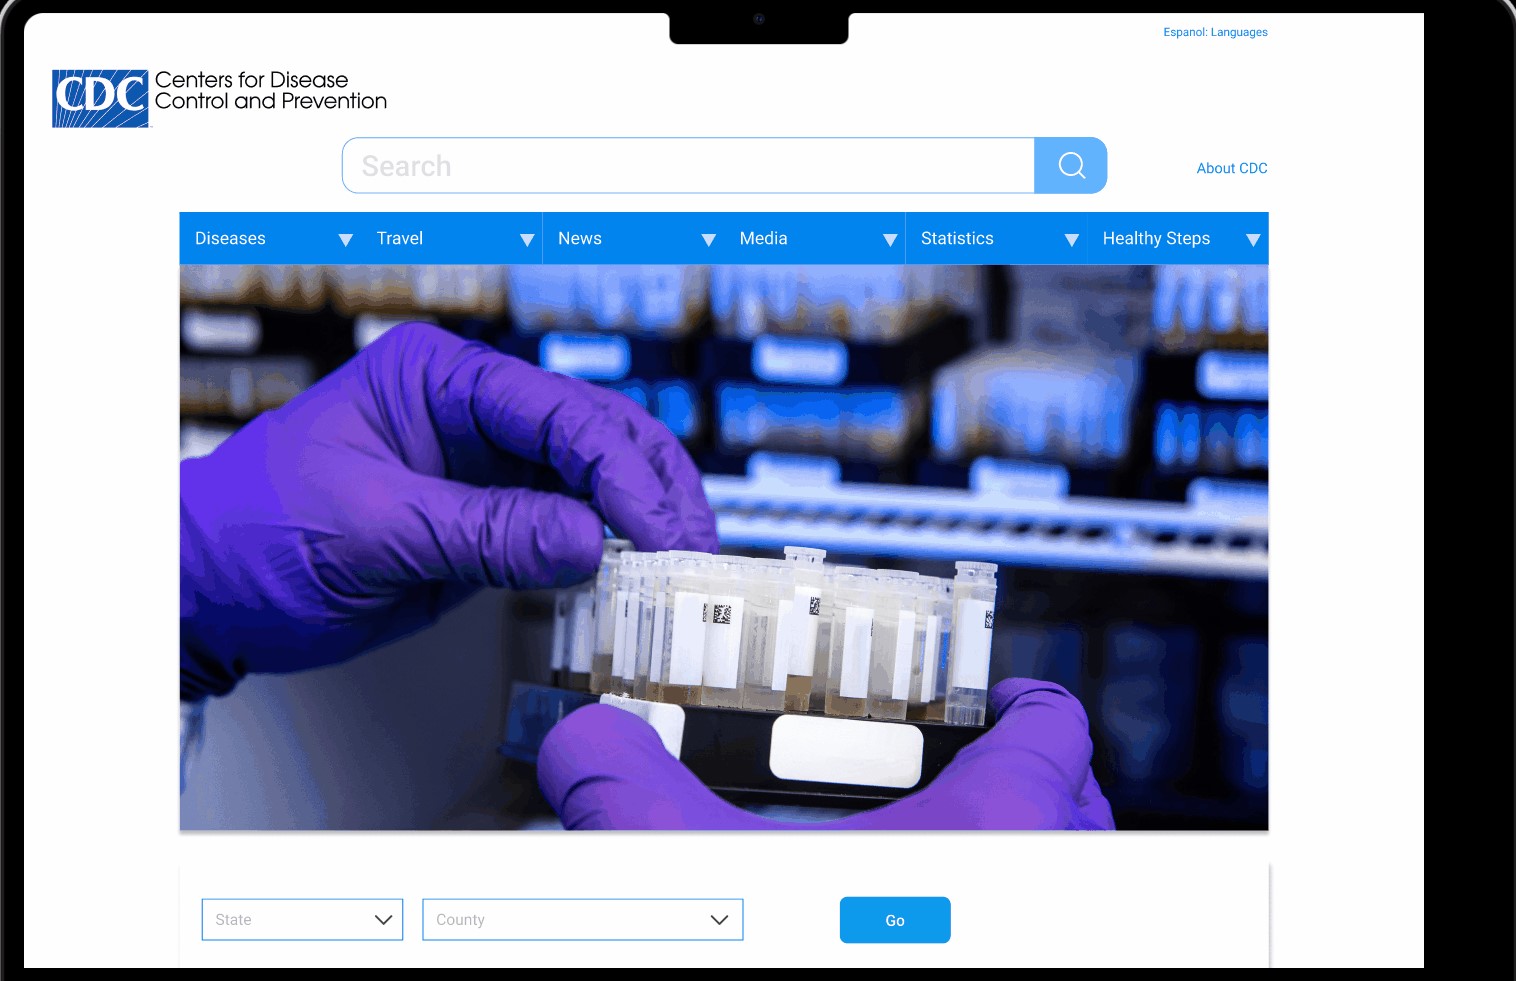 Espanol: Languages
CDC Centers for Disease
Control and Prevention
Search
About CDC
Diseases Travel News Media Statistics Healthy Steps
State County Go